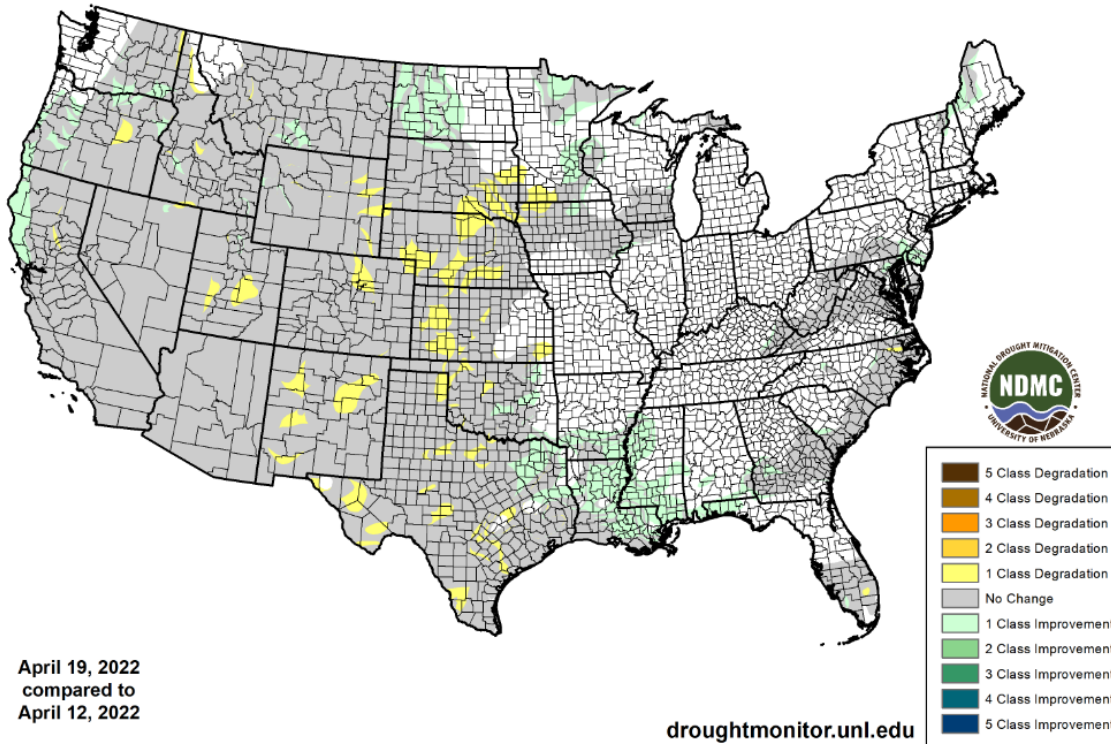 NATIONAL DROUGHT MITIGATION CENTER
NDMC
UNIVERSITY OF NEBRASKA
5 Class Degradation
4 Class Degradation
3 Class Degradation
2 Class Degradation
1 Class Degradation
No Change
1 Class Improvement
2 Class Improvement
3 Class Improvement
4 Class Improvement
5 Class Improvement
April 19, 2022
compared to
April 12, 2022
droughtmonitor.unl.edu